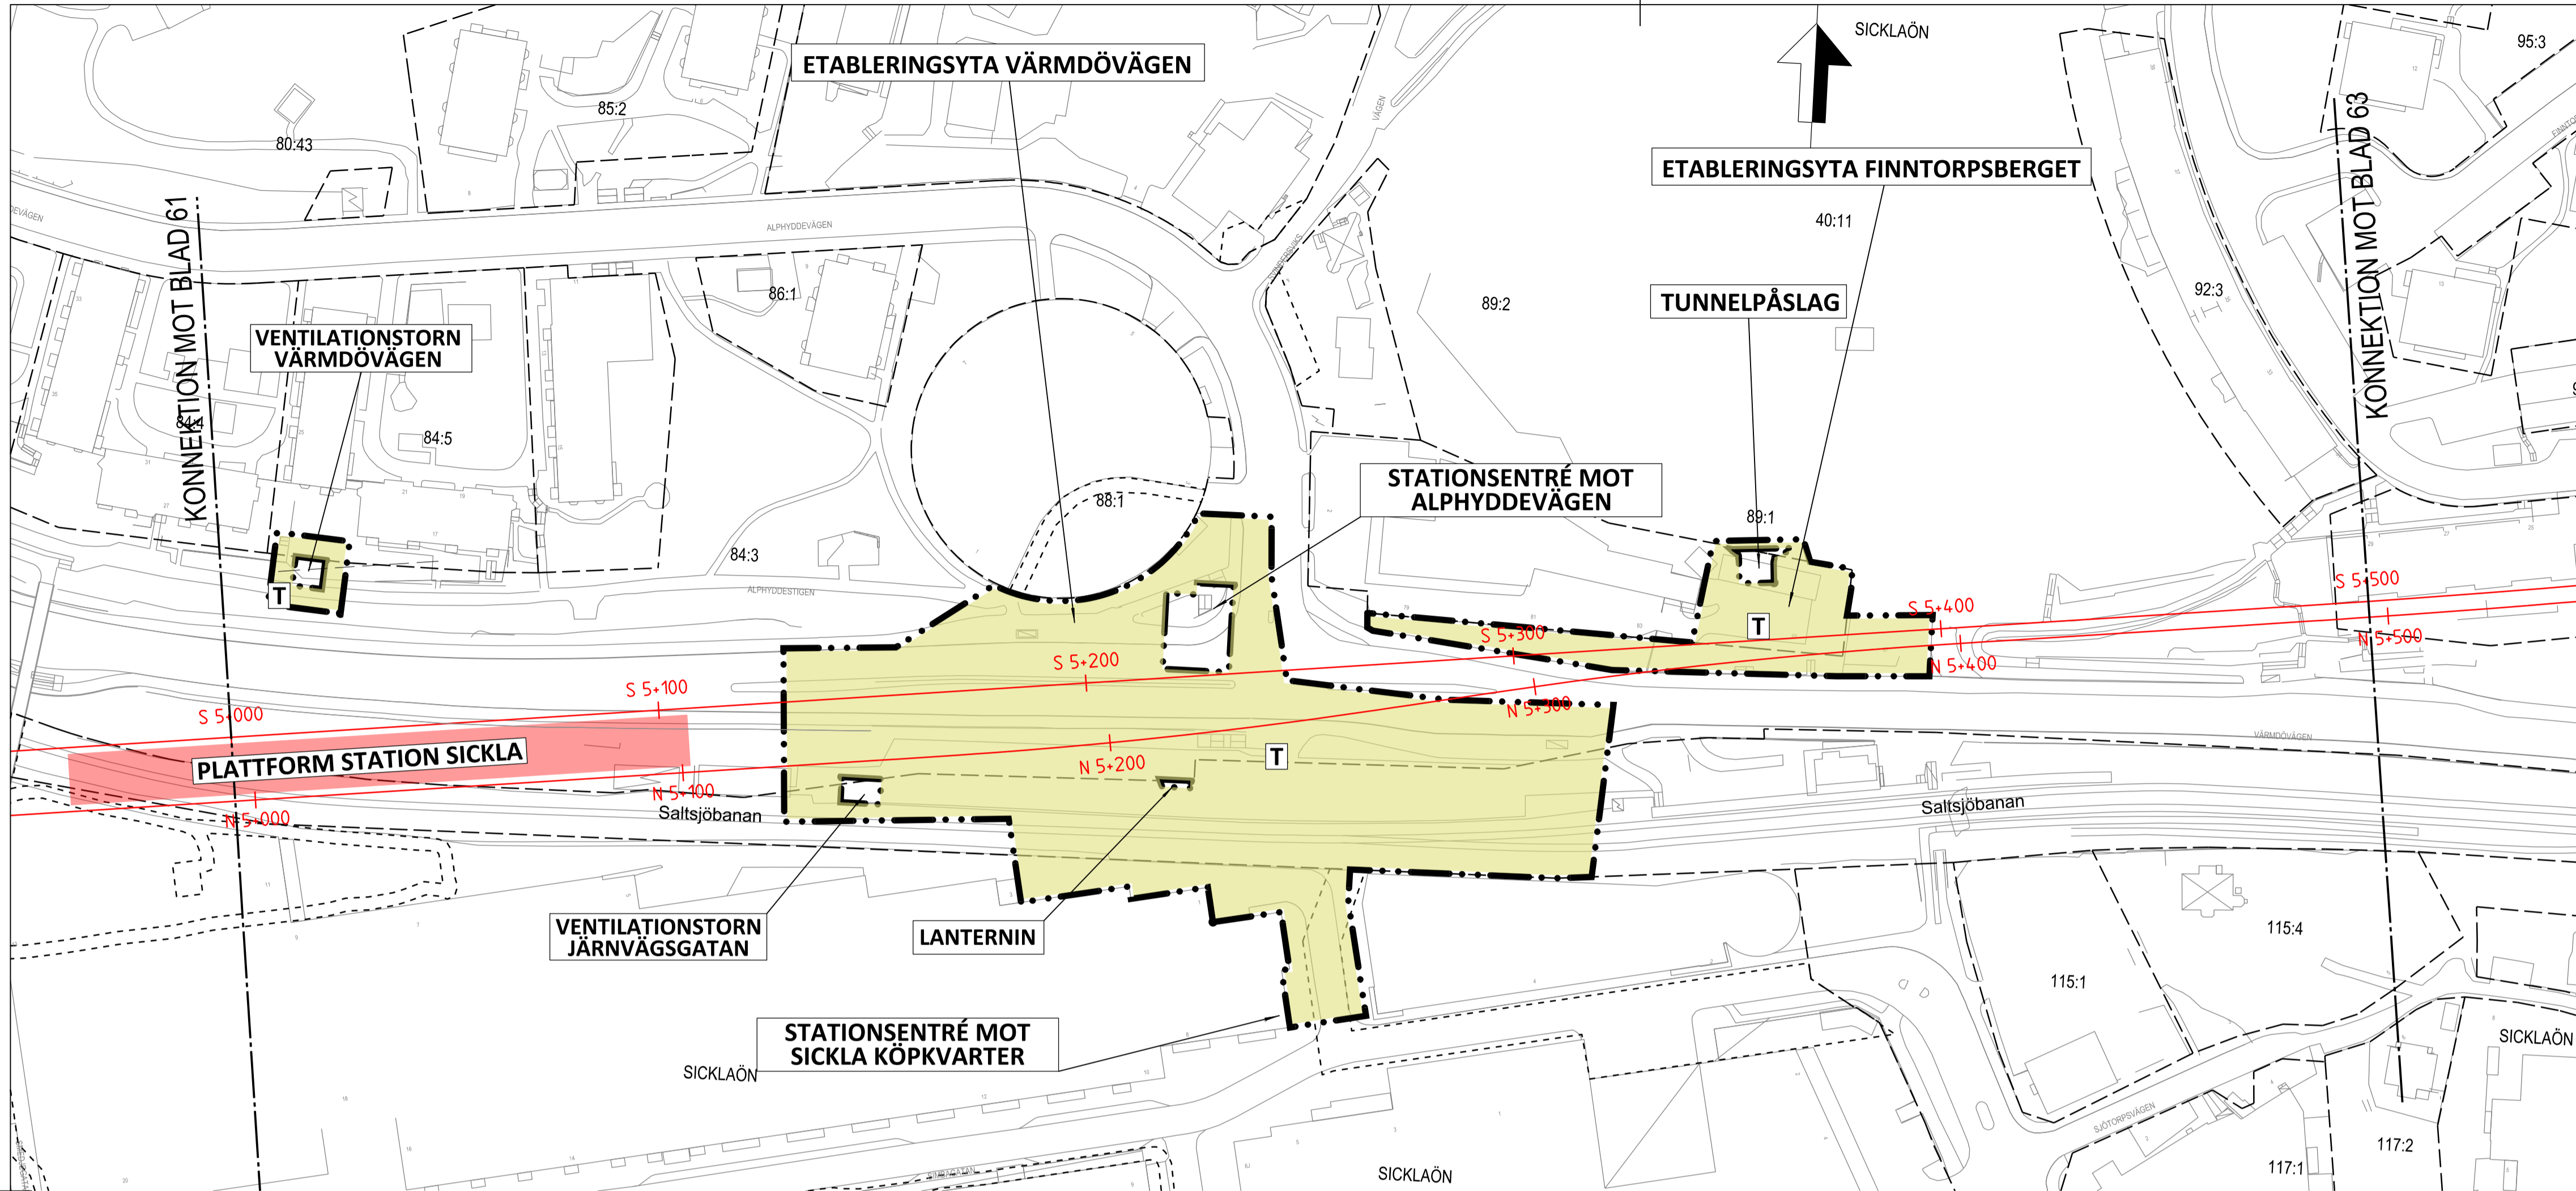 SICKLAÖN
95:3
ETABLERINGSYTA VÄRMDÖVÄGEN
85:2
80:43
VÄGEN
ETABLERINGSYTA FINNTORPSBERGET
40:11
ALPHYDDEVÄGEN
KONNEKTION MOT BLAD 61
KONNEKTION MOT BLAD 63
86:1
89:2
TUNNELPÅSLAG
92:3
VENTILATIONSTORN
VÄRMDÖVÄGEN
84:4
84:5
88:1
STATIONSENTRÉ MOT
ALPHYDDEVÄGEN
89:1
84:3
ALPHYDDESTIGEN
T
T
S 5+000
S 5+100
S 5+200
S 5+300
S 5+400
S 5+500
N 5+000
N 5+100
N 5+200
N 5+300
N 5+400
N 5+500
PLATTFORM STATION SICKLA
T
VÄRMDÖVÄGEN
Saltsjöbanan
Saltsjöbanan
VENTILATIONSTORN
JÄRNVÄGSGATAN
LANTERNIN
115:4
115:1
STATIONSENTRÉ MOT
SICKLA KÖPKVARTER
SICKLAÖN
SICKLAÖN
SJÖTORPSVÄGEN
117:2
117:1
SIMBAGATAN
SICKLAÖN